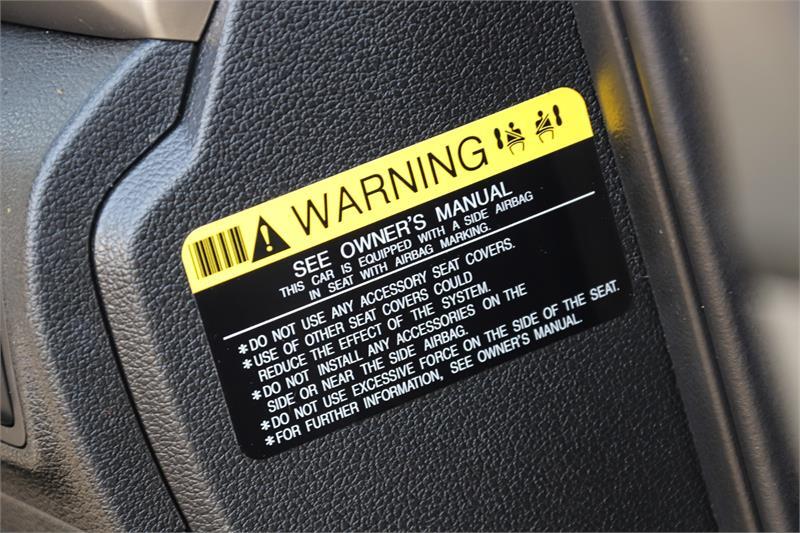 WARNING
SEE OWNER'S MANUAL
THIS CAR IS EQUIPPED WITH A SIDE AIRBAG
IN SEAT WITH AIRBAG MARKING.
*DO NOT USE ANY ACCESSORY SEAT COVERS.
*USE OF OTHER SEAT COVERS COULD
REDUCE THE EFFECT OF THE SYSTEM.
*DO NOT INSTALL ANY ACCESSORIES ON THE
SIDE OR NEAR THE SIDE AIRBAG.
*DO NOT USE EXCESSIVE FORCE ON THE SIDE OF THE SEAT.
*FOR FURTHER INFORMATION, SEE OWNER'S MANUAL